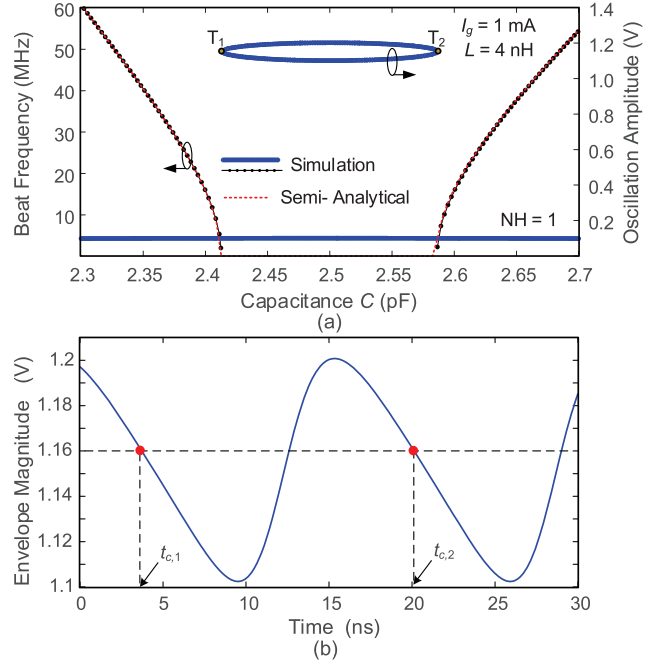 60
50
40
30
20
10
1.4
1.2
1.0
0.8
0.6
0.4
0.2
Beat Frequency (MHz)
Oscillation Amplitude (V)
T1
T2
Ig = 1 mA
L = 4 nH
Simulation
Semi- Analytical
NH = 1
2.3
2.35
2.4
2.45
2.5
2.55
2.6
2.65
2.7
Capacitance C (pF)
(a)
1.2
1.18
1.16
1.14
1.12
1.1
Envelope Magnitude (V)
tc,1
tc,2
0
5
10
15
20
25
30
Time (ns)
(b)